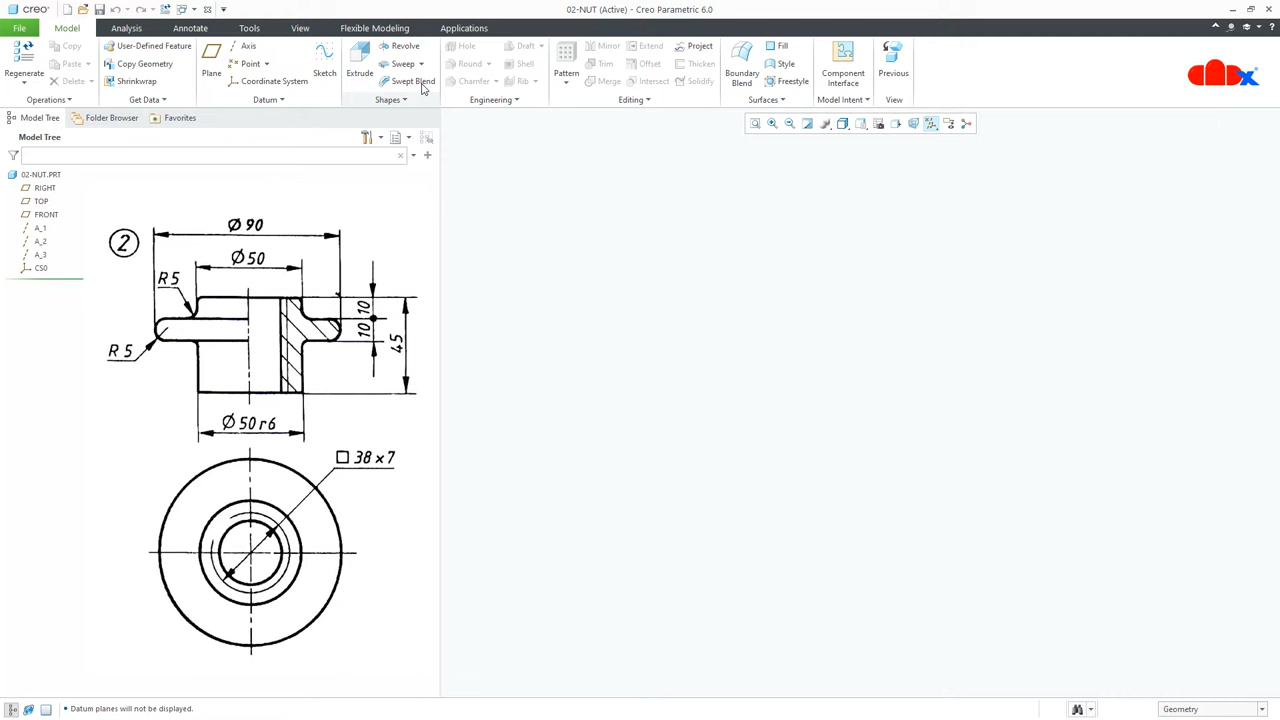 creo°
02-NUT (Active) - Creo Parametric 6.0
File Model Analysis Annotate Tools View Flexible Modeling Applications
Regenerate
Copy
Paste
Delete
Operations
User-Defined Feature
Copy Geometry
Shrinkwrap
Get Data
Plane
Axis
Point
Coordinate System
Sketch
Datum
Extrude
Revolve
Sweep
Swept Blend
Shapes
Hole
Round
Chamfer
Draft
Shell
Rib
Engineering
Pattern
Mirror
Trim
Merge
Extend
Offset
Intersect
Project
Thicken
Solidify
Editing
Boundary Blend
Fill
Style
Freestyle
Surfaces
Component Interface
Model Intent
Previous
View
Model Tree Folder Browser Favorites
Model Tree
02-NUT.PRT
RIGHT
TOP
FRONT
A_1
A_2
A_3
CS0
2
Ø 90
Ø 50
R 5
10
10
45
R 5
Ø 50 r6
□ 38 x 7
• Datum planes will not be displayed.
Geometry